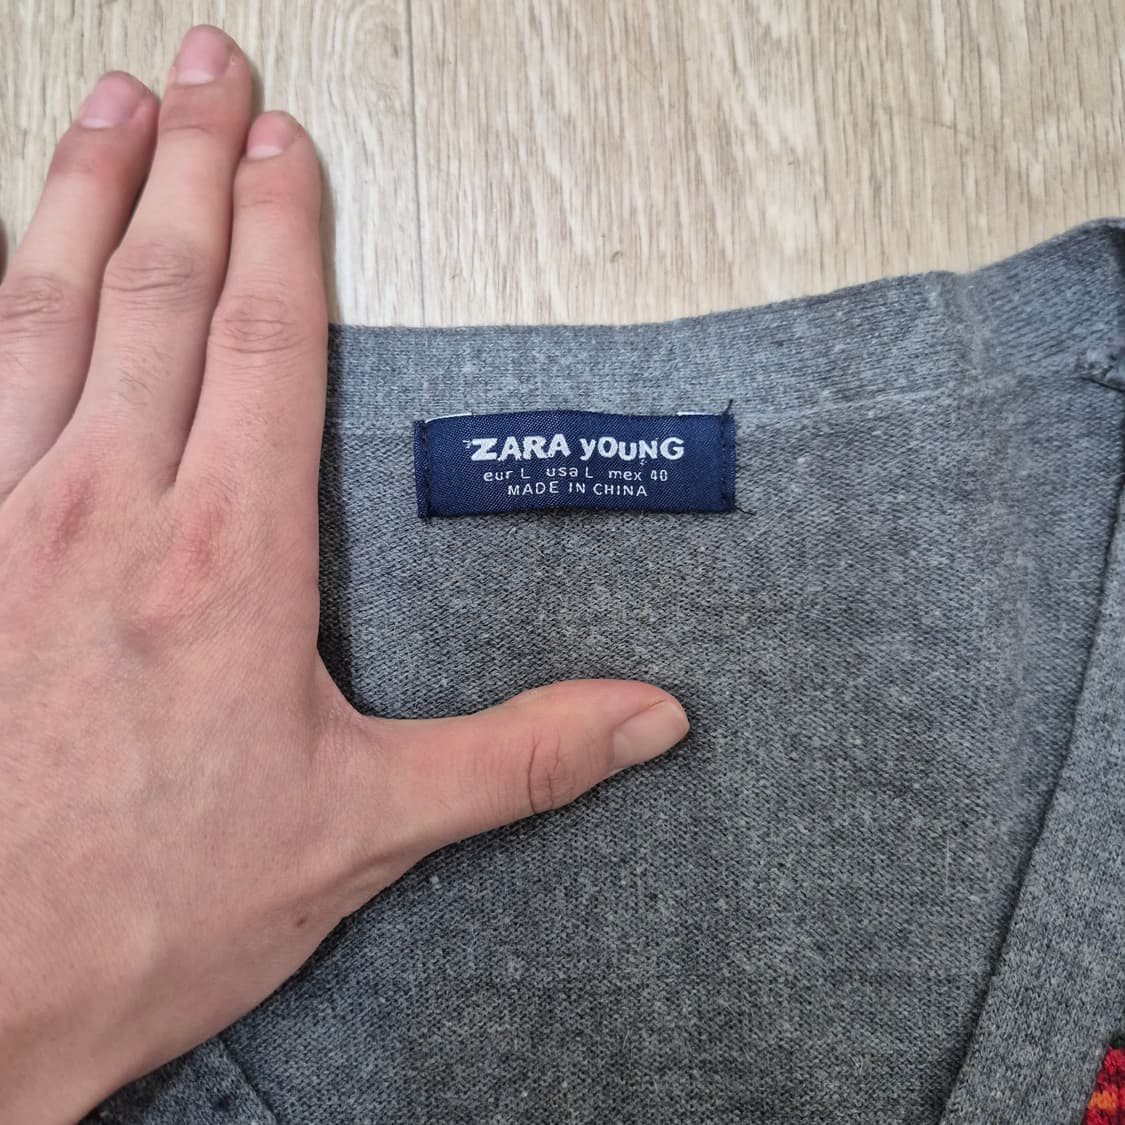 ZARA yOUNG
eur L usa L mex 40
MADE IN CHINA